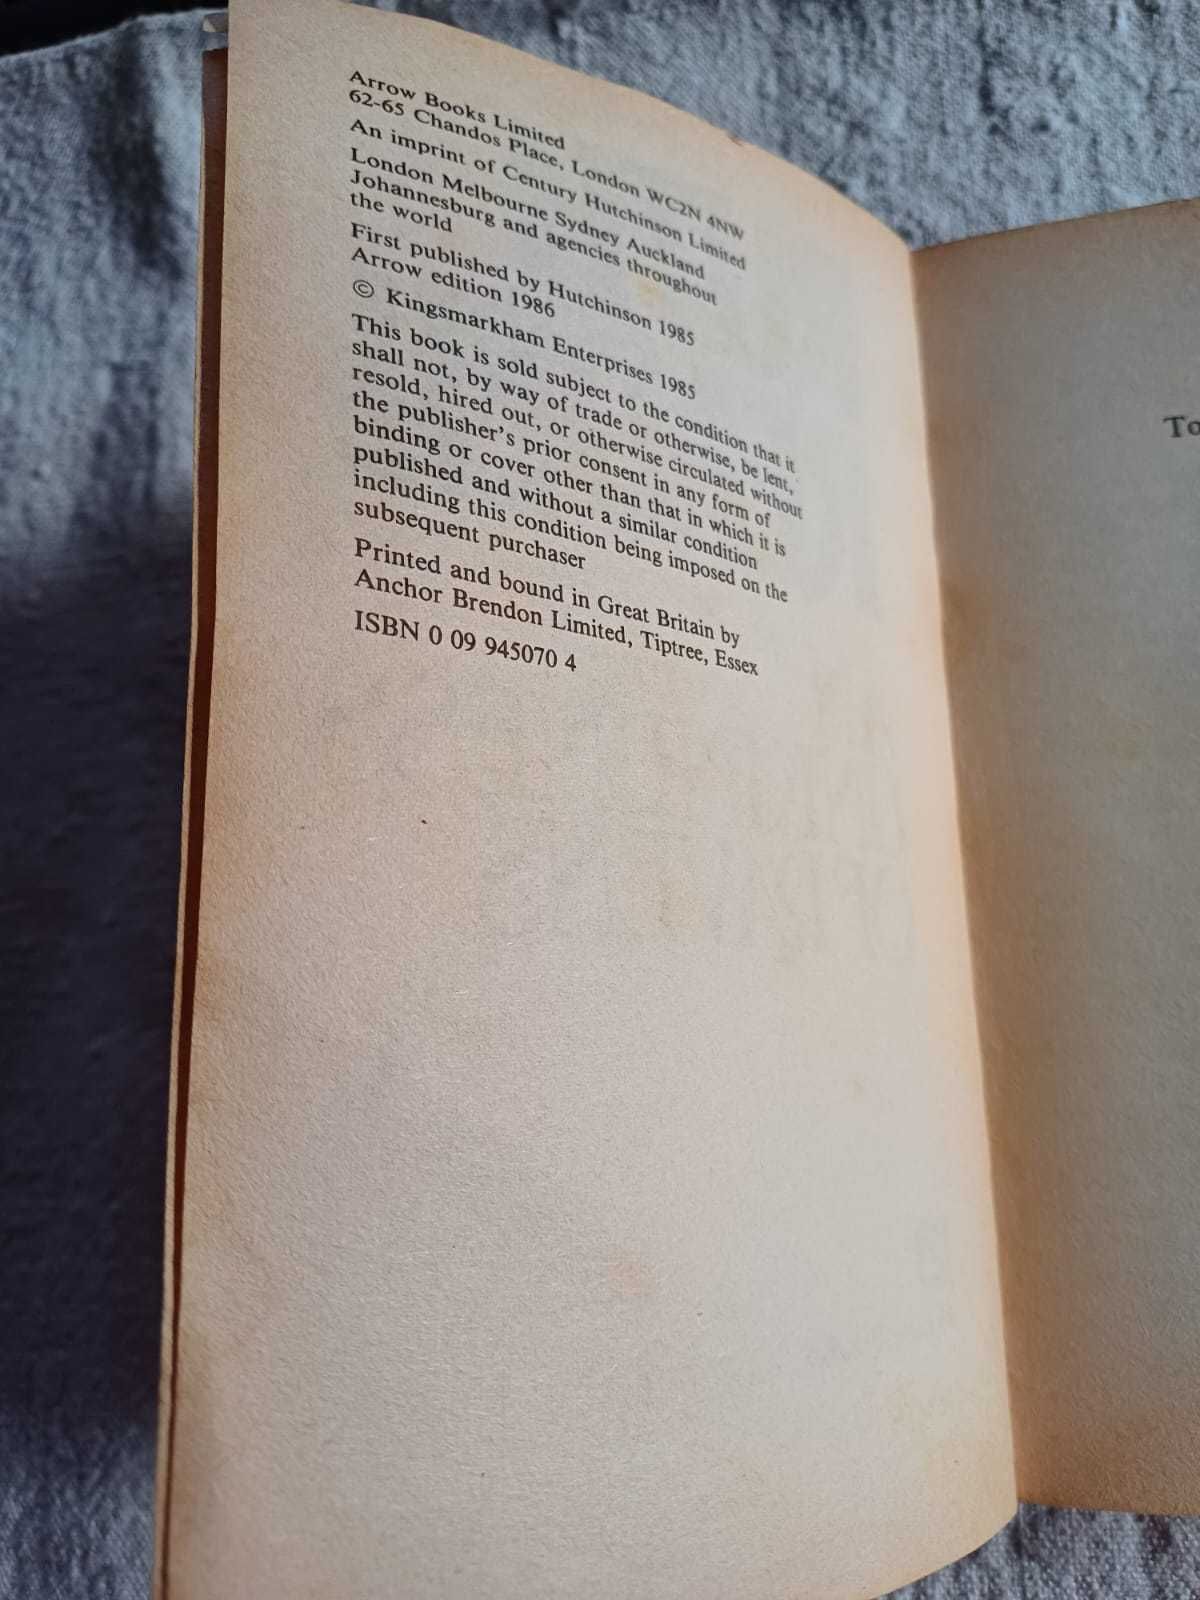 Arrow Books Limited
62-65 Chandos Place, London WC2N 4NW
An imprint of Century Hutchinson Limited
London Melbourne Sydney Auckland
Johannesburg and agencies throughout
the world
First published by Hutchinson 1985
Arrow edition 1986
© Kingsmarkham Enterprises 1985
This book is sold subject to the condition that it
shall not, by way of trade or otherwise, be lent,
resold, hired out, or otherwise circulated without
the publisher's prior consent in any form of
binding or cover other than that in which it is
published and without a similar condition
including this condition being imposed on the
subsequent purchaser
Printed and bound in Great Britain by
Anchor Brendon Limited, Tiptree, Essex
ISBN 0 09 945070 4
To